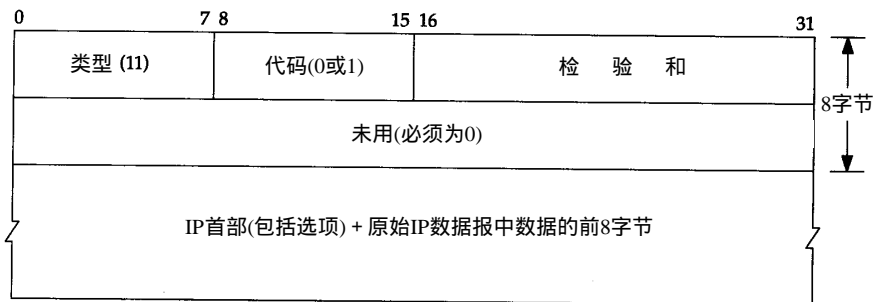 0 7 8 15 16 31
类型 (11) 代码(0或1) 检 验 和
8字节
未用(必须为0)
IP首部(包括选项) + 原始IP数据报中数据的前8字节